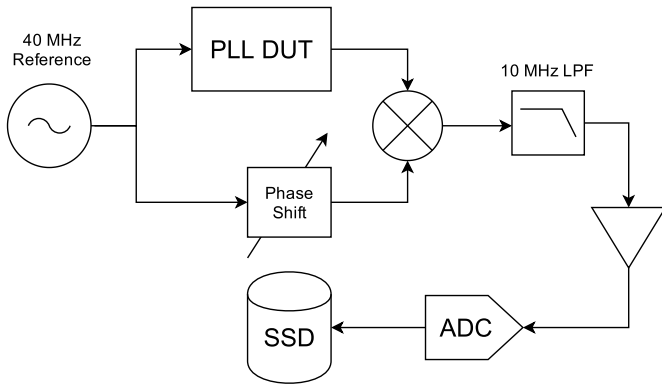 40 MHz
Reference
PLL DUT
10 MHz LPF
Phase
Shift
SSD
ADC